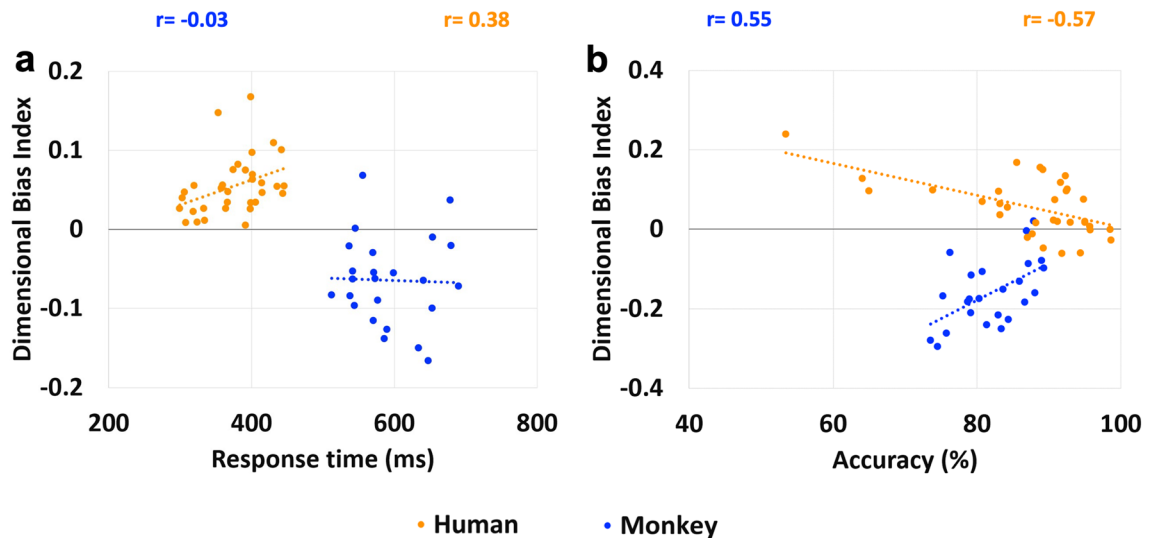 r= -0.03 r= 0.38 r= 0.55 r= -0.57
a b
0.2
0.1
0
-0.1
-0.2
Dimensional Bias Index
200 400 600 800
Response time (ms)
0.4
0.2
0
-0.2
-0.4
Dimensional Bias Index
40 60 80 100
Accuracy (%)
Human Monkey